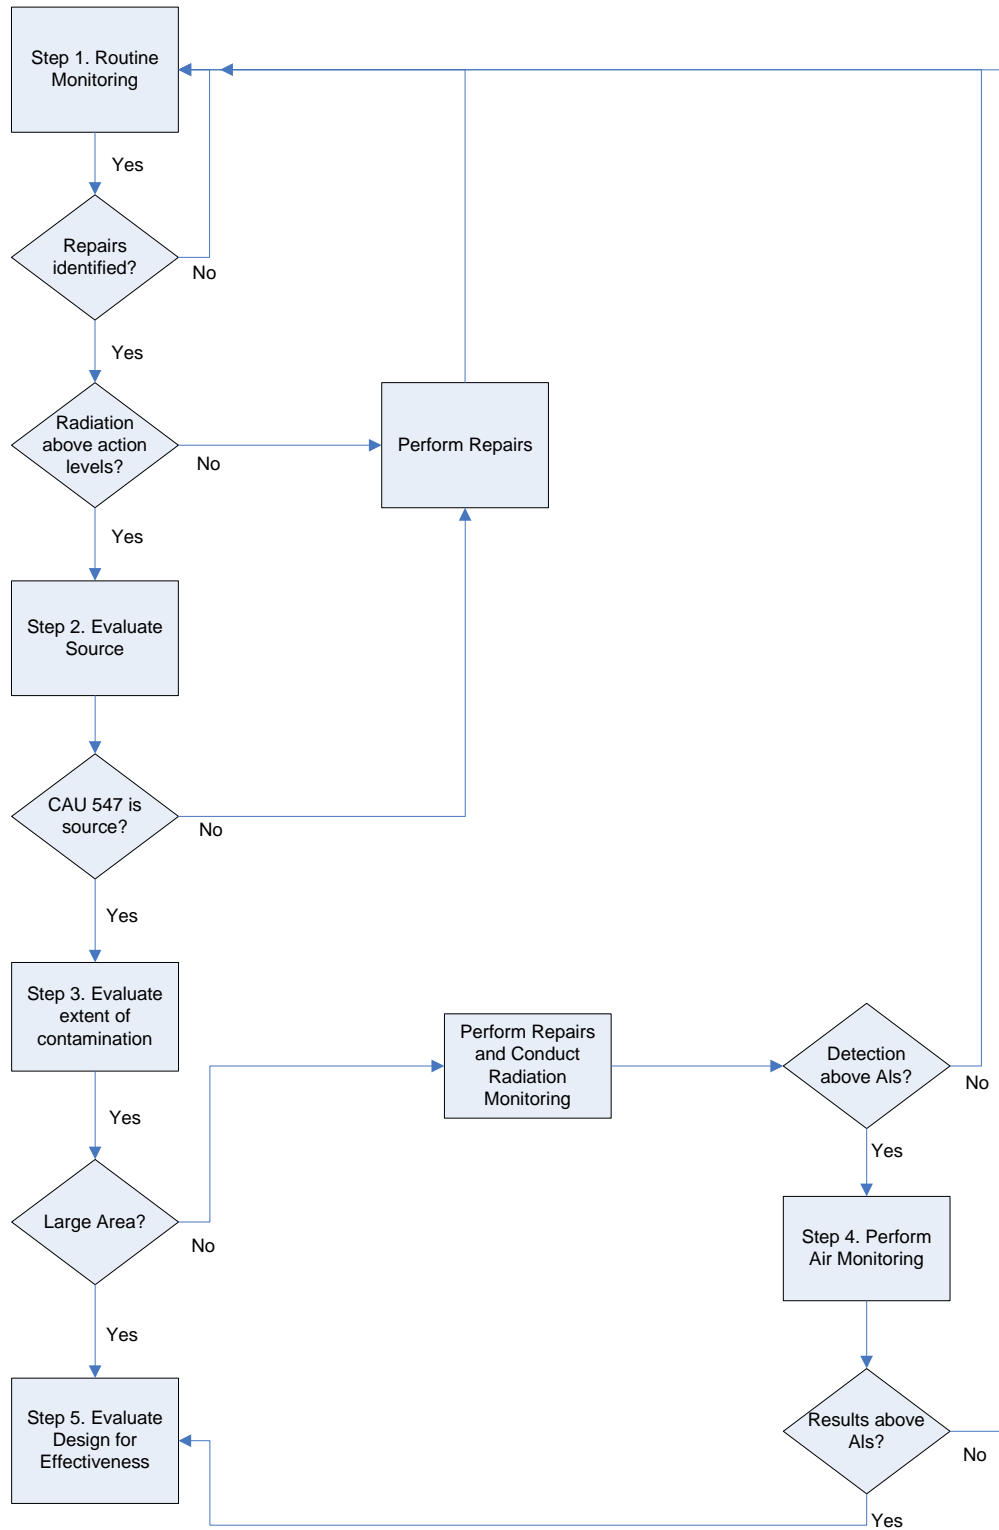 Step 1. Routine
Monitoring
Yes
Repairs
identified?
No
Yes
Radiation
above action
levels?
No
Perform Repairs
Yes
Step 2. Evaluate
Source
CAU 547 is
source?
No
Yes
Step 3. Evaluate
extent of
contamination
Perform Repairs
and Conduct
Radiation
Monitoring
Detection
above Als?
No
Yes
Yes
Large Area?
No
Step 4. Perform
Air Monitoring
Yes
Step 5. Evaluate
Design for
Effectiveness
Results above
Als?
No
Yes